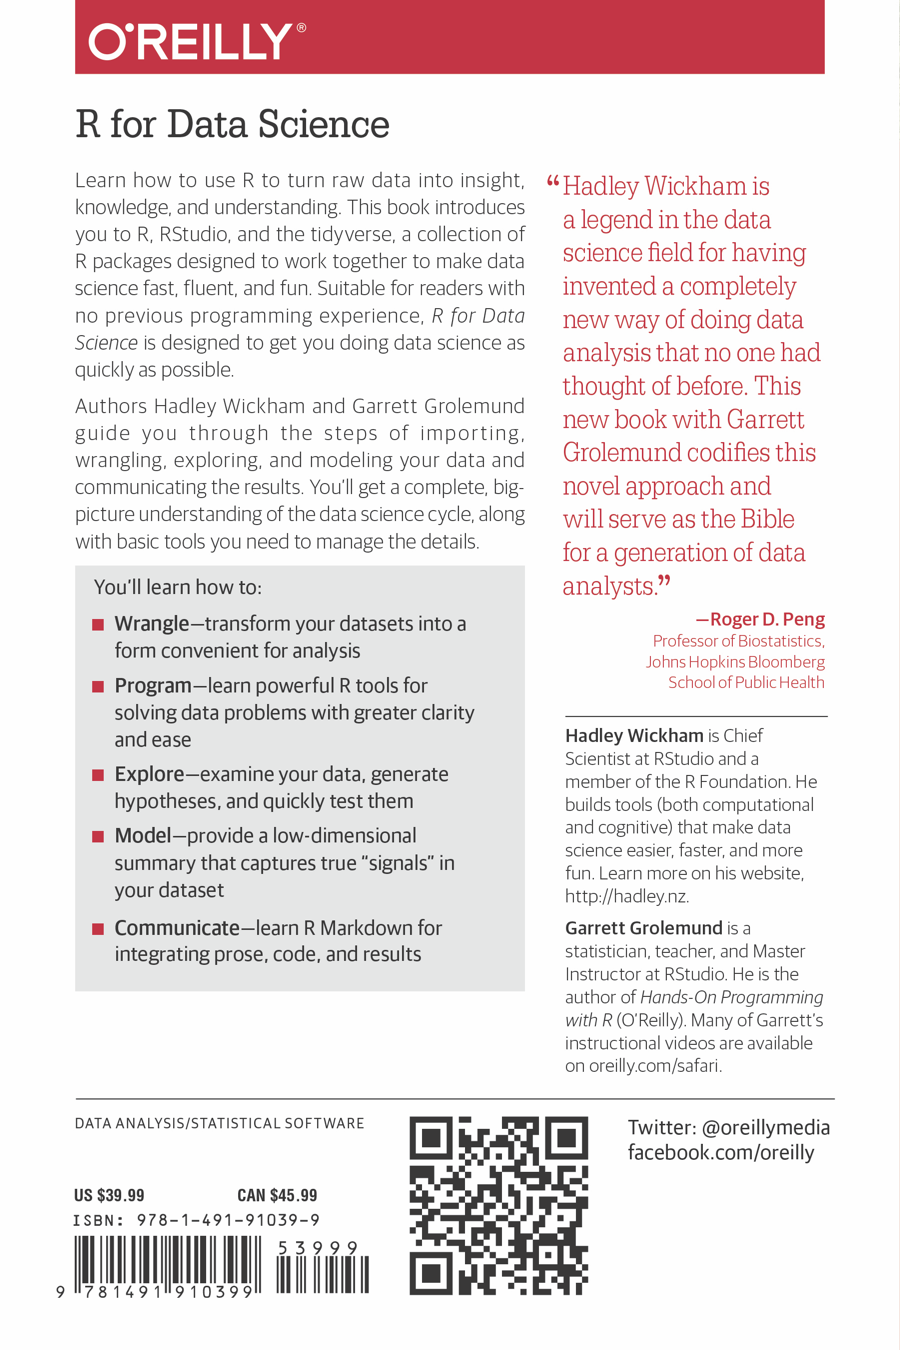 O'REILLY®
R for Data Science
Learn how to use R to turn raw data into insight,
knowledge, and understanding. This book introduces
you to R, RStudio, and the tidyverse, a collection of
R packages designed to work together to make data
science fast, fluent, and fun. Suitable for readers with
no previous programming experience, R for Data
Science is designed to get you doing data science as
quickly as possible.
Authors Hadley Wickham and Garrett Grolemund
guide you through the steps of importing,
wrangling, exploring, and modeling your data and
communicating the results. You’ll get a complete, big-
picture understanding of the data science cycle, along
with basic tools you need to manage the details.
You’ll learn how to:
■ Wrangle—transform your datasets into a
form convenient for analysis
■ Program—learn powerful R tools for
solving data problems with greater clarity
and ease
■ Explore—examine your data, generate
hypotheses, and quickly test them
■ Model—provide a low-dimensional
summary that captures true “signals” in
your dataset
■ Communicate—learn R Markdown for
integrating prose, code, and results
“Hadley Wickham is
a legend in the data
science field for having
invented a completely
new way of doing data
analysis that no one had
thought of before. This
new book with Garrett
Grolemund codifies this
novel approach and
will serve as the Bible
for a generation of data
analysts.”
—Roger D. Peng
Professor of Biostatistics,
Johns Hopkins Bloomberg
School of Public Health
Hadley Wickham is Chief
Scientist at RStudio and a
member of the R Foundation. He
builds tools (both computational
and cognitive) that make data
science easier, faster, and more
fun. Learn more on his website,
http://hadley.nz.
Garrett Grolemund is a
statistician, teacher, and Master
Instructor at RStudio. He is the
author of Hands-On Programming
with R (O’Reilly). Many of Garrett’s
instructional videos are available
on oreilly.com/safari.
DATA ANALYSIS/STATISTICAL SOFTWARE
US $39.99 CAN $45.99
ISBN: 978-1-491-91039-9
53999
9 781491 910399
Twitter: @oreillymedia
facebook.com/oreilly